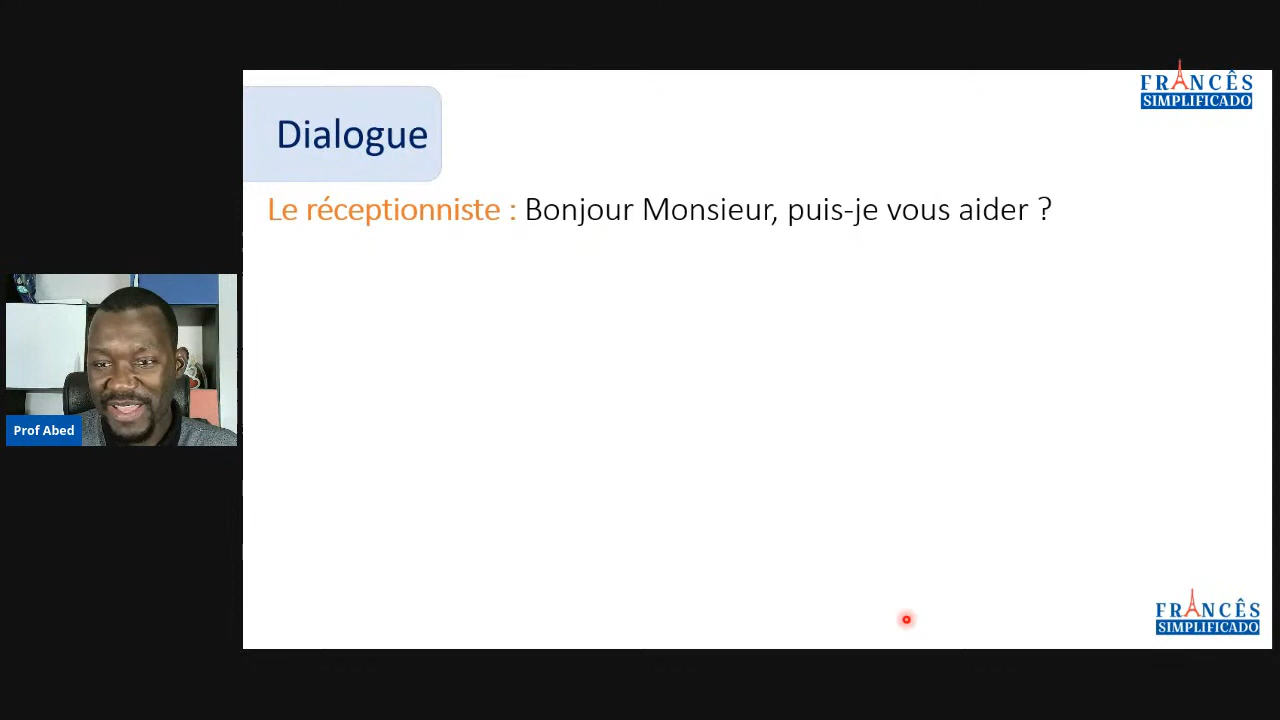 FRANCÊS
SIMPLIFICADO
Dialogue
Le réceptionniste : Bonjour Monsieur, puis-je vous aider ?
Prof Abed
FRANCÊS
SIMPLIFICADO